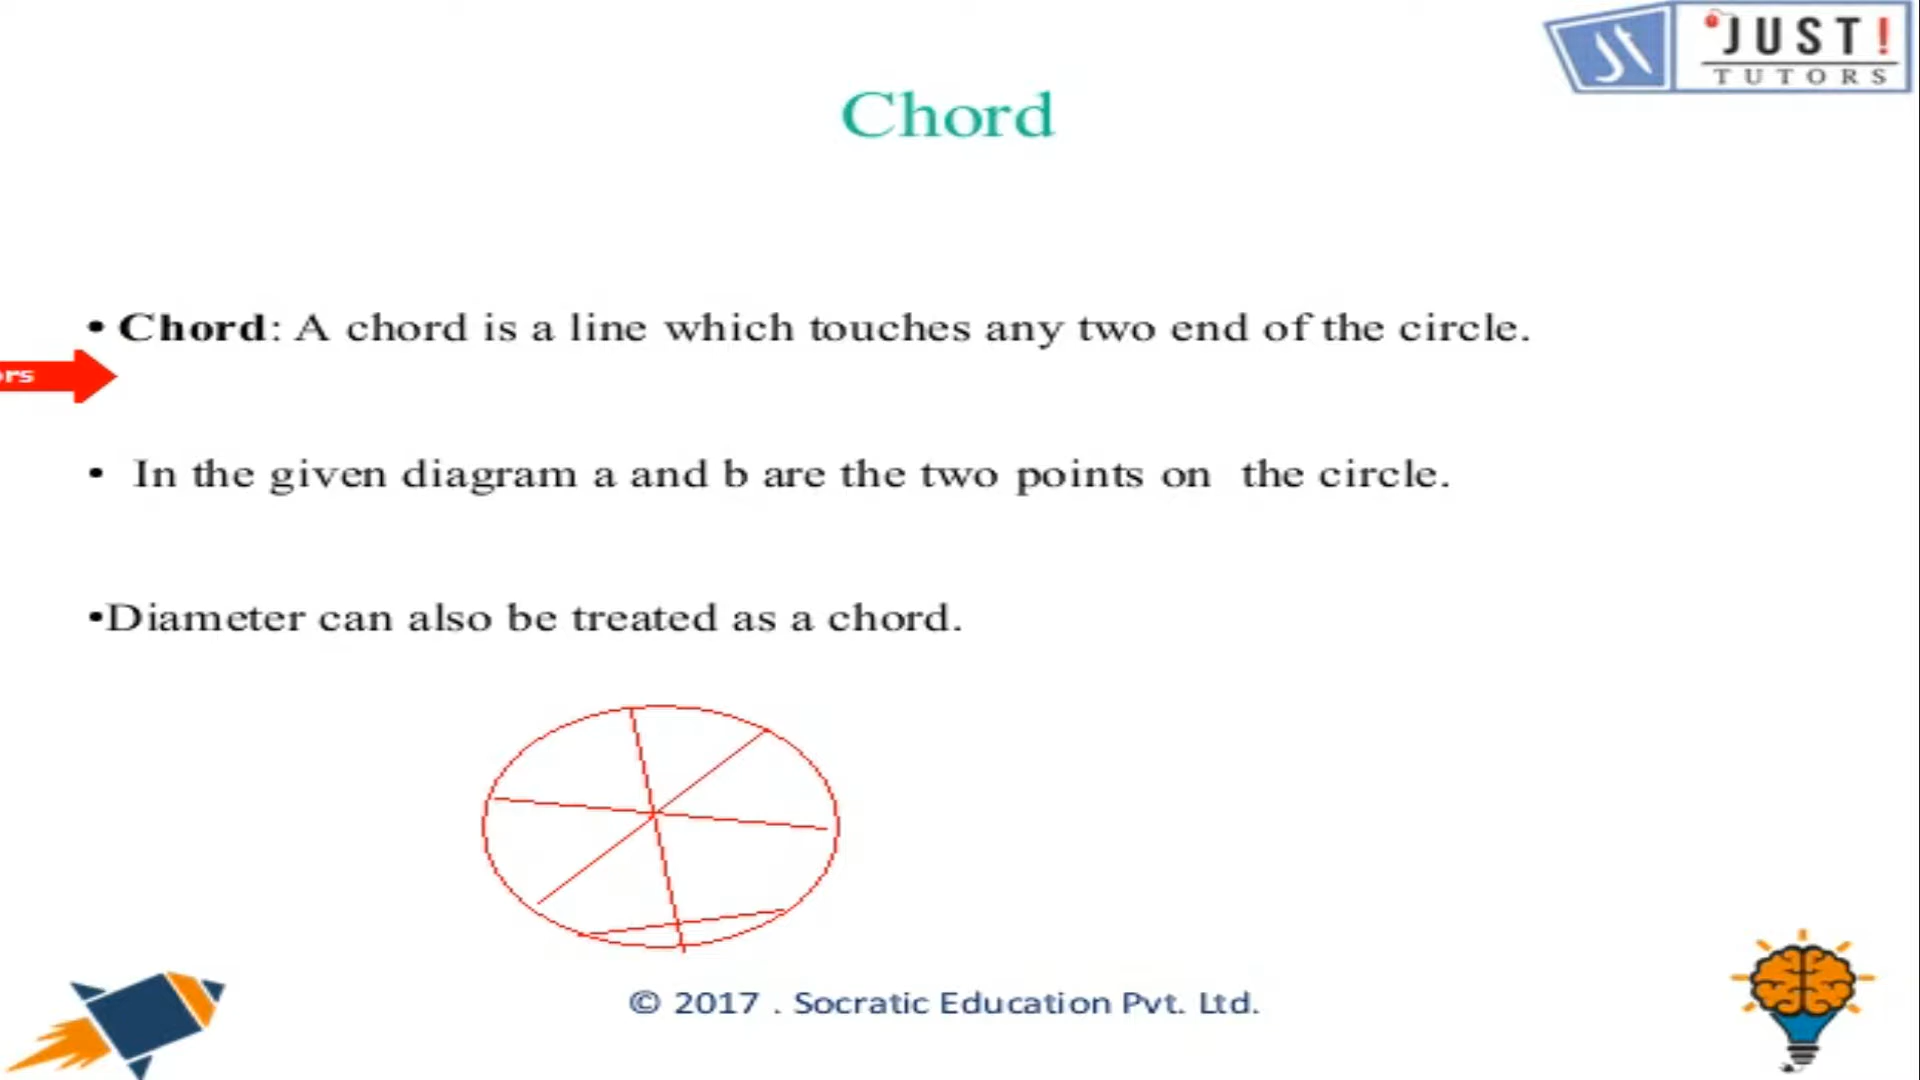 JUST!
TUTORS
Chord
• Chord: A chord is a line which touches any two end of the circle.
• In the given diagram a and b are the two points on the circle.
•Diameter can also be treated as a chord.
© 2017 . Socratic Education Pvt. Ltd.